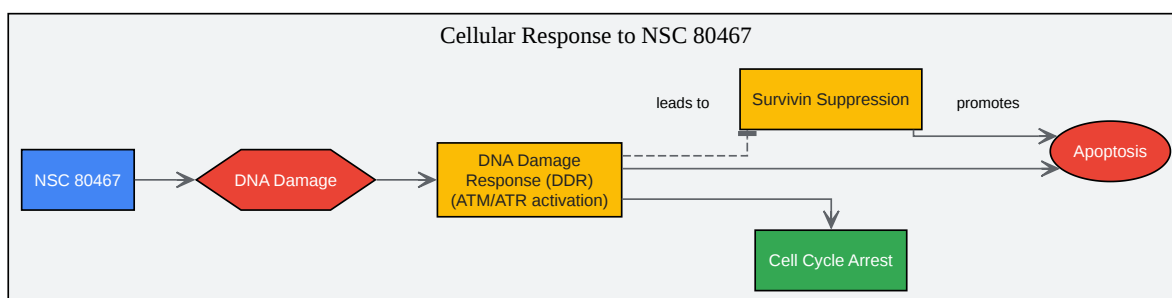 Cellular Response to NSC 80467
leads to
Survivin Suppression
promotes
NSC 80467
DNA Damage
DNA Damage
Response (DDR)
(ATM/ATR activation)
Apoptosis
Cell Cycle Arrest